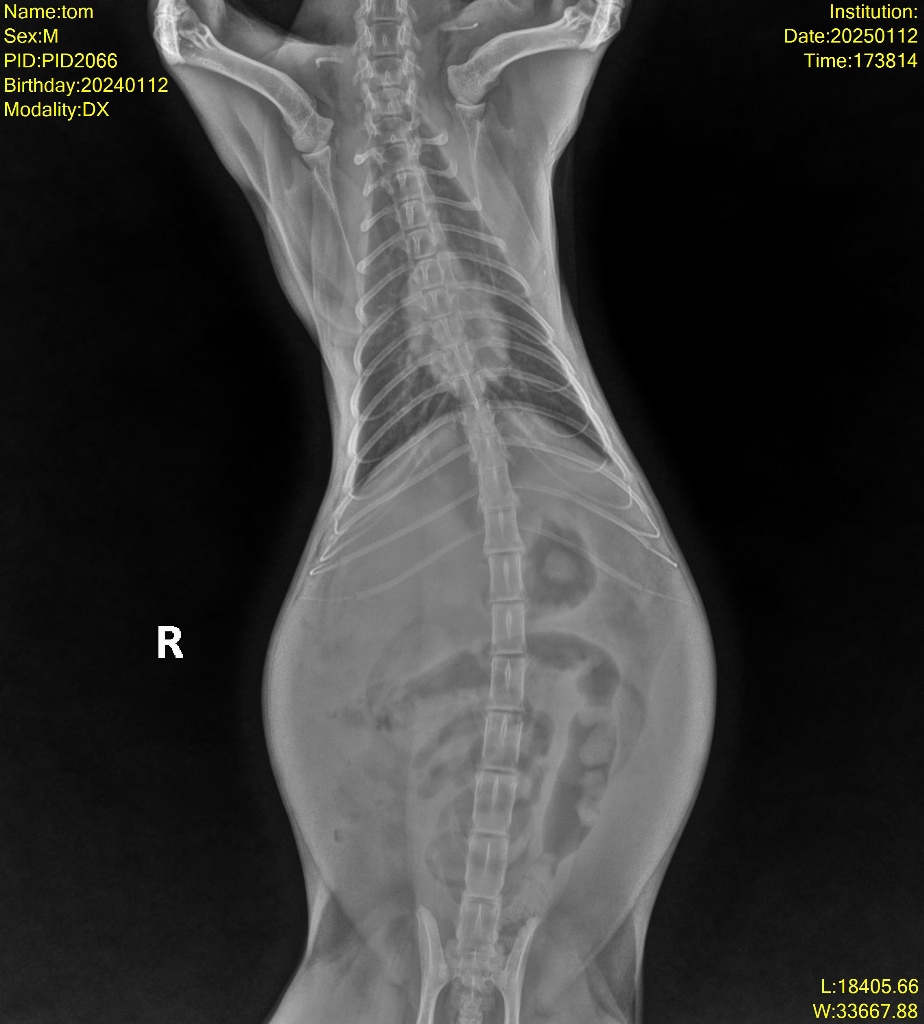 Name:tom
Sex:M
PID:PID2066
Birthday:20240112
Modality:DX
Institution:
Date:20250112
Time:173814
R
L:18405.66
W:33667.88